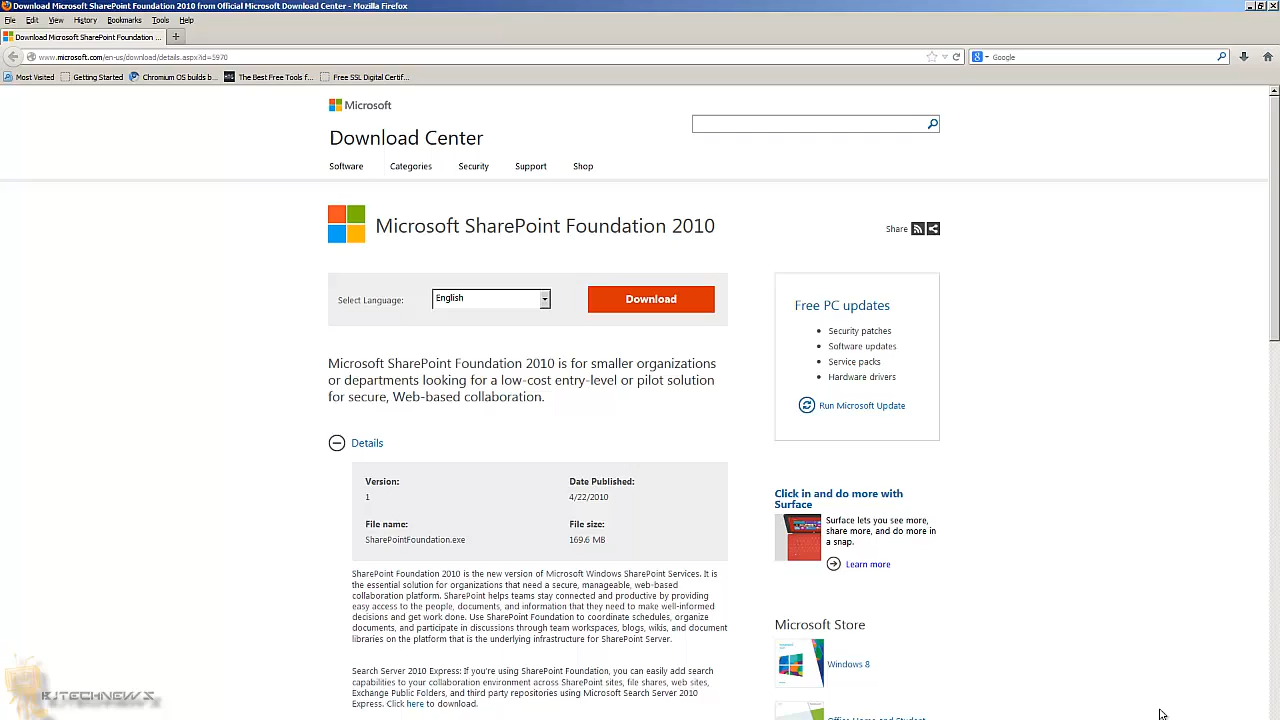 Download Microsoft SharePoint Foundation 2010 from Official Microsoft Download Center - Mozilla Firefox
File Edit View History Bookmarks Tools Help
Download Microsoft SharePoint Foundation ... +
www.microsoft.com/en-us/download/details.aspx?id=5970
Google
Most Visited Getting Started Chromium OS builds b... The Best Free Tools f... Free SSL Digital Certif...
Microsoft
Download Center
Software Categories Security Support Shop
Microsoft SharePoint Foundation 2010
Share
Select Language: English Download
Microsoft SharePoint Foundation 2010 is for smaller organizations
or departments looking for a low-cost entry-level or pilot solution
for secure, Web-based collaboration.
Details
Version: Date Published:
1 4/22/2010
File name: File size:
SharePointFoundation.exe 169.6 MB
SharePoint Foundation 2010 is the new version of Microsoft Windows SharePoint Services. It is
the essential solution for organizations that need a secure, manageable, web-based
collaboration platform. SharePoint helps teams stay connected and productive by providing
easy access to the people, documents, and information that they need to make well-informed
decisions and get work done. Use SharePoint Foundation to coordinate schedules, organize
documents, and participate in discussions through team workspaces, blogs, wikis, and document
libraries on the platform that is the underlying infrastructure for SharePoint Server.
Search Server 2010 Express: If you're using SharePoint Foundation, you can easily add search
capabilities to your collaboration environment across SharePoint sites, file shares, web sites,
Exchange Public Folders, and third party repositories using Microsoft Search Server 2010
Express. Click here to download.
Free PC updates
Security patches
Software updates
Service packs
Hardware drivers
Run Microsoft Update
Click in and do more with
Surface
Surface lets you see more,
share more, and do more in
a snap.
Learn more
Microsoft Store
Windows 8
Office Home and Student
KJTECHNEWS